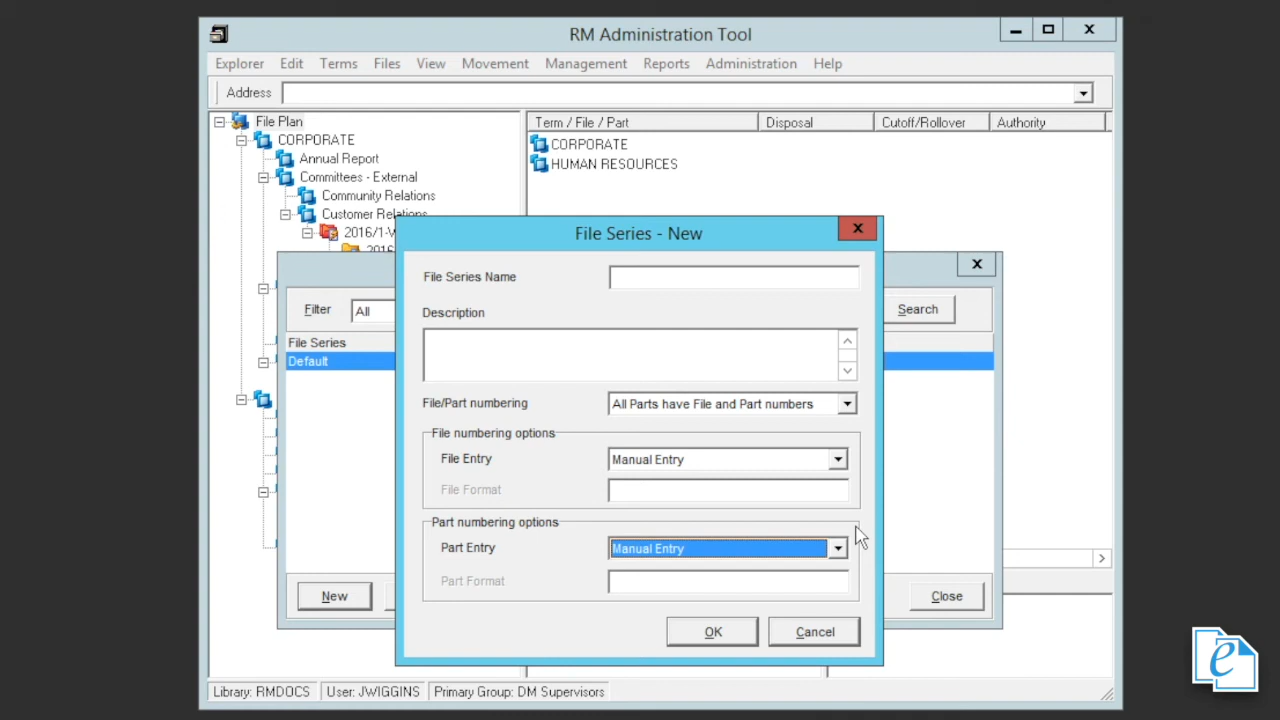 RM Administration Tool
Explorer Edit Terms Files View Movement Management Reports Administration Help
Address
File Plan
CORPORATE
Annual Report
Committees - External
Community Relations
Customer Relations
2016/1-V
2016
Term / File / Part Disposal Cutoff/Rollover Authority
CORPORATE
HUMAN RESOURCES
Filter All Search
File Series
Default
New Close
File Series - New
File Series Name
Description
File/Part numbering All Parts have File and Part numbers
File numbering options
File Entry Manual Entry
File Format
Part numbering options
Part Entry Manual Entry
Part Format
OK Cancel
Library: RMDOCS User: JWIGGINS Primary Group: DM Supervisors
e